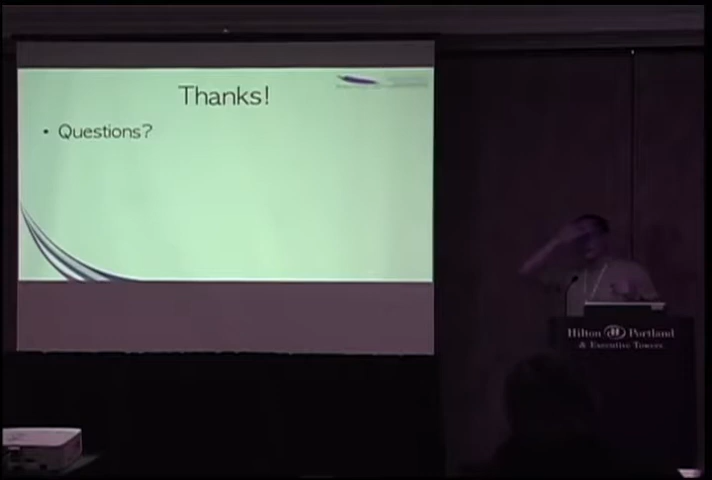 Thanks!
• Questions?
Hilton H Portland
& Executive Towers